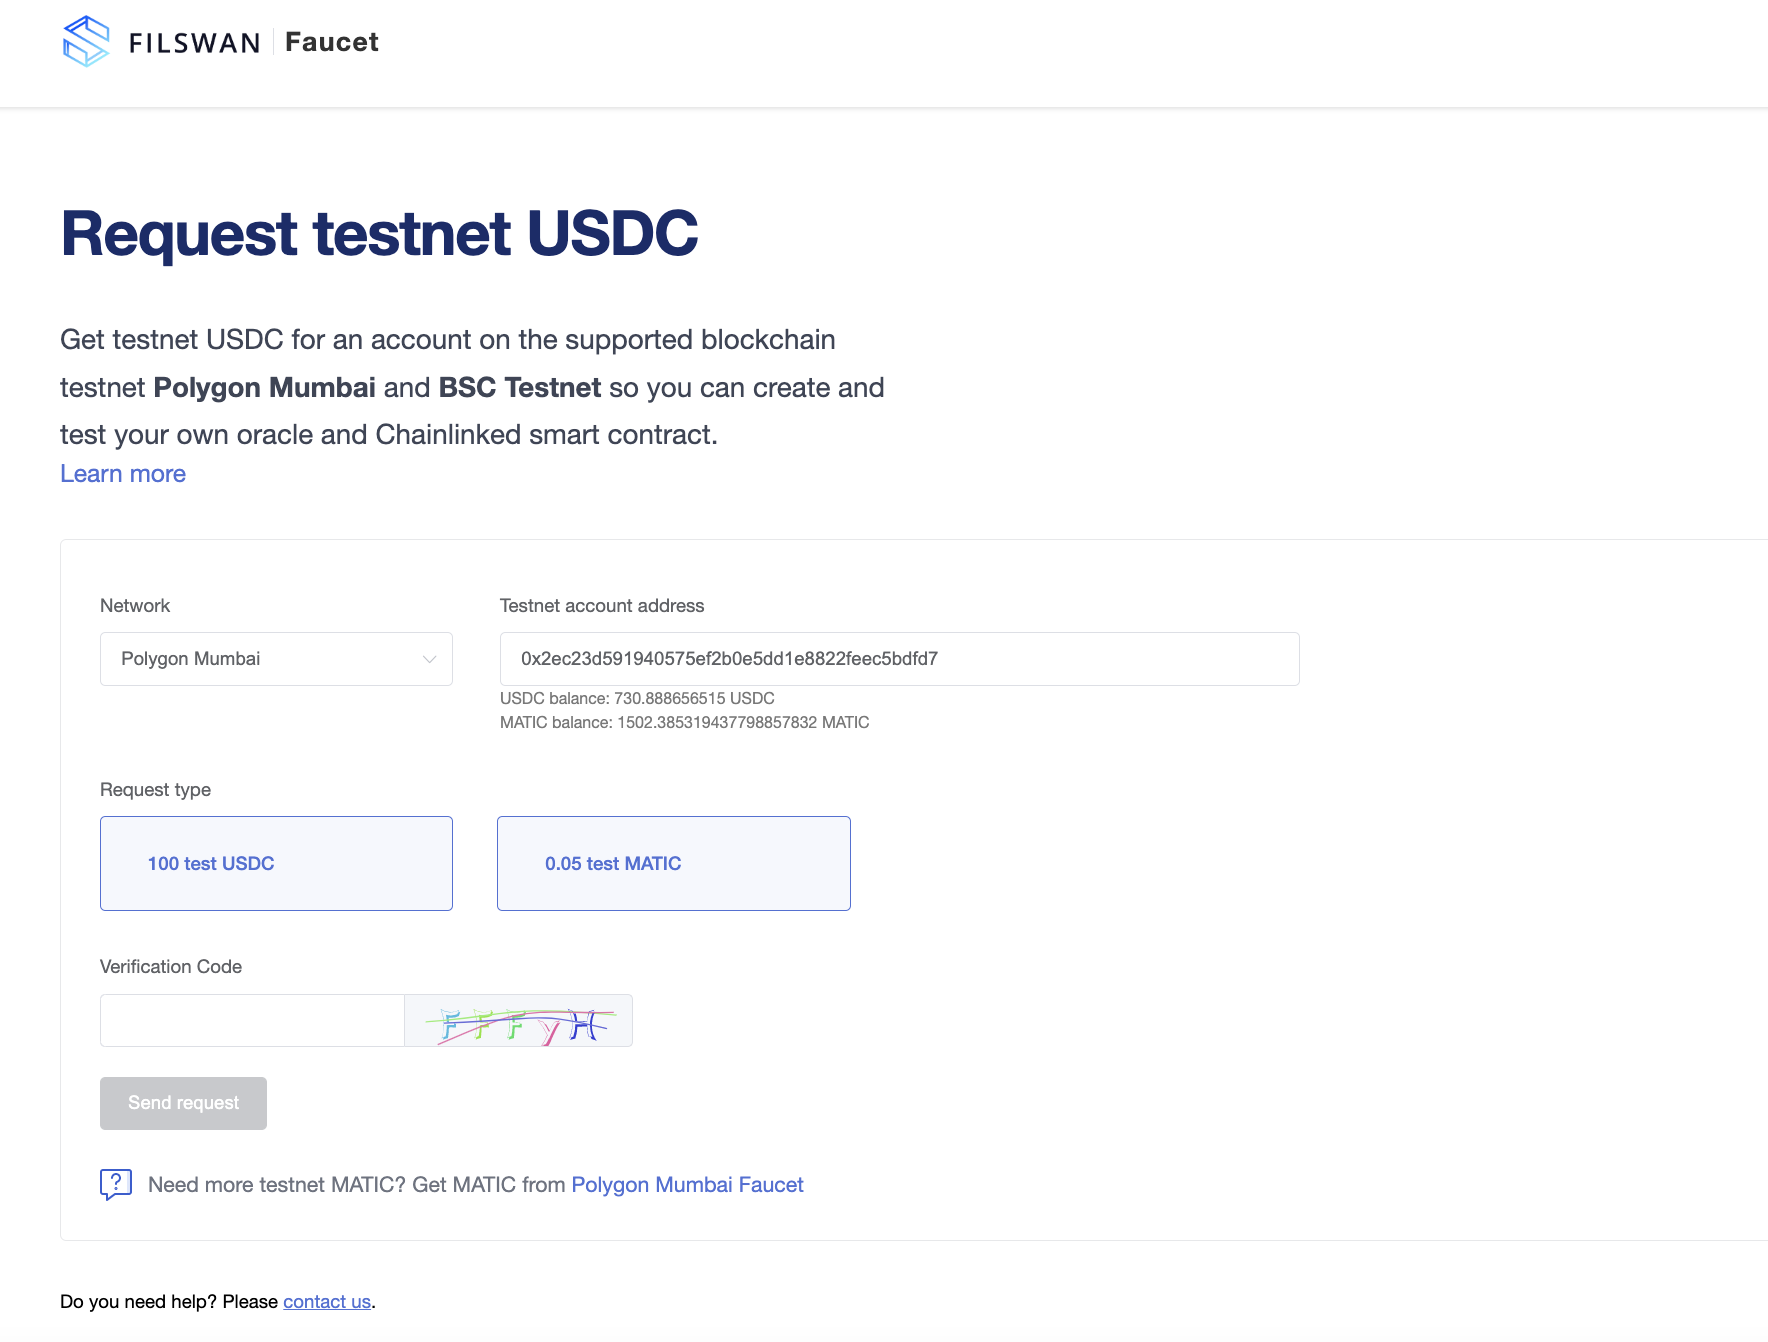 FILSWAN | Faucet
Request testnet USDC
Get testnet USDC for an account on the supported blockchain
testnet Polygon Mumbai and BSC Testnet so you can create and
test your own oracle and Chainlinked smart contract.
Learn more
Network
Testnet account address
Polygon Mumbai
0x2ec23d591940575ef2b0e5dd1e8822feec5bdfd7
USDC balance: 730.888656515 USDC
MATIC balance: 1502.385319437798857832 MATIC
Request type
100 test USDC
0.05 test MATIC
Verification Code
FFFyH
Send request
Need more testnet MATIC? Get MATIC from Polygon Mumbai Faucet
Do you need help? Please contact us.